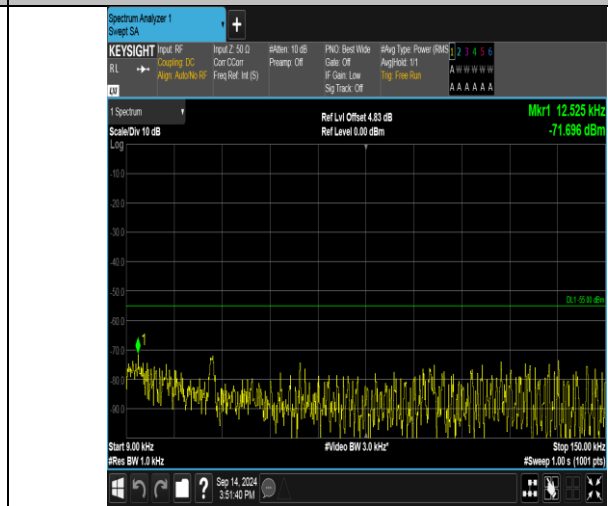 Spectrum Analyzer 1
Swept SA
+
KEYSIGHT Input: RF Input Z: 50 Ω #Atten: 10 dB PNO: Best Wide #Avg Type: Power (RMS 1 2 3 4 5 6
RL Coupling: DC Corr CCorr Preamp: Off Gate: Off Avg|Hold: 1/1 A W W W W W
Align: Auto/No RF Freq Ref: Int (S) IF Gain: Low Trig: Free Run
Sig Track: Off A A A A A A
1 Spectrum
Ref Lvl Offset 4.83 dB Mkr1 12.525 kHz
Scale/Div 10 dB Ref Level 0.00 dBm -71.696 dBm
Log
-10.0
-20.0
-30.0
-40.0
-50.0
DL1 -55.00 dBm
1
-70.0
-80.0
-90.0
Start 9.00 kHz #Video BW 3.0 kHz* Stop 150.00 kHz
#Res BW 1.0 kHz #Sweep 1.00 s (1001 pts)
? Sep 14, 2024
3:51:40 PM